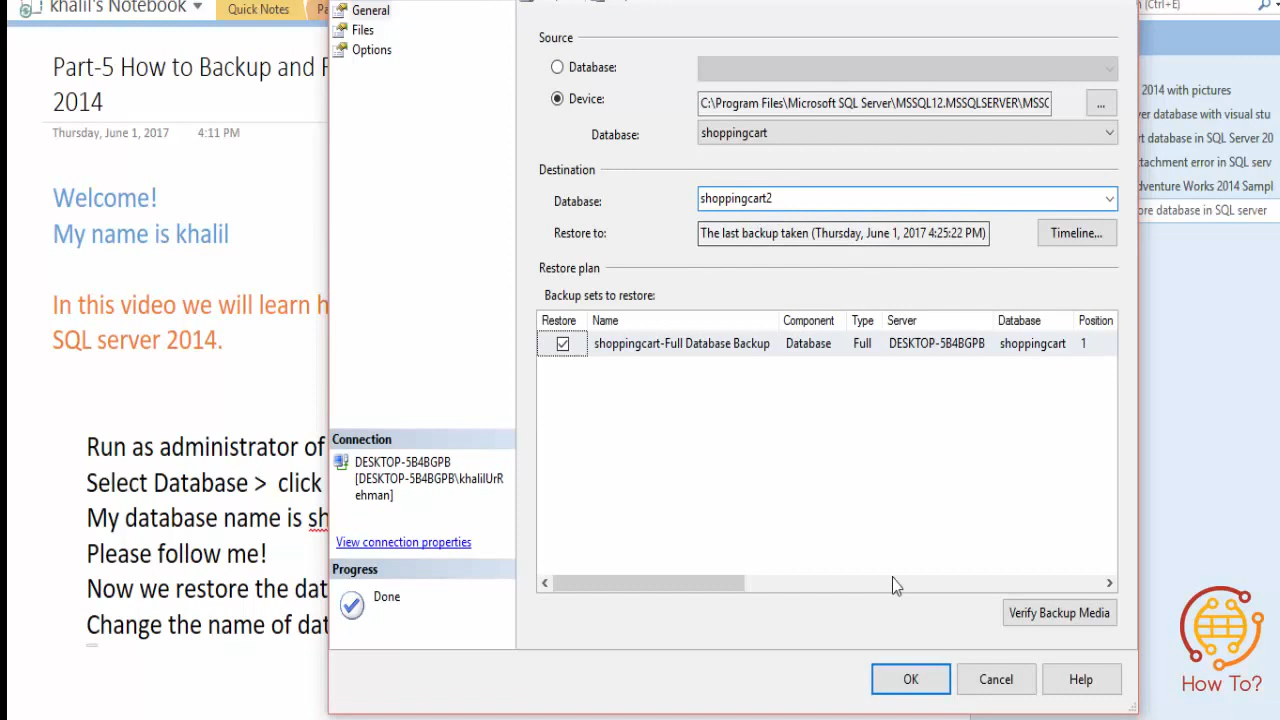 khalil's Notebook
Quick Notes
Pa
(Ctrl+E)
Part-5 How to Backup and R
2014
Thursday, June 1, 2017 4:11 PM
Welcome!
My name is khalil
In this video we will learn h
SQL server 2014.
Run as administrator of
Select Database > click
My database name is sh
Please follow me!
Now we restore the dat
Change the name of dat
General
Files
Options
Connection
DESKTOP-5B4BGPB
[DESKTOP-5B4BGPB\khalilUrR
ehman]
View connection properties
Progress
Done
Source
Database:
Device:
C:\Program Files\Microsoft SQL Server\MSSQL12.MSSQLSERVER\MSSC
...
Database:
shoppingcart
Destination
Database:
shoppingcart2
Restore to:
The last backup taken (Thursday, June 1, 2017 4:25:22 PM)
Timeline...
Restore plan
Backup sets to restore:
Restore Name Component Type Server Database Position
shoppingcart-Full Database Backup Database Full DESKTOP-5B4BGPB shoppingcart 1
Verify Backup Media
OK
Cancel
Help
2014 with pictures
er database with visual stu
rt database in SQL Server 20
ttachment error in SQL serv
dventure Works 2014 Sampl
ore database in SQL server
How To?